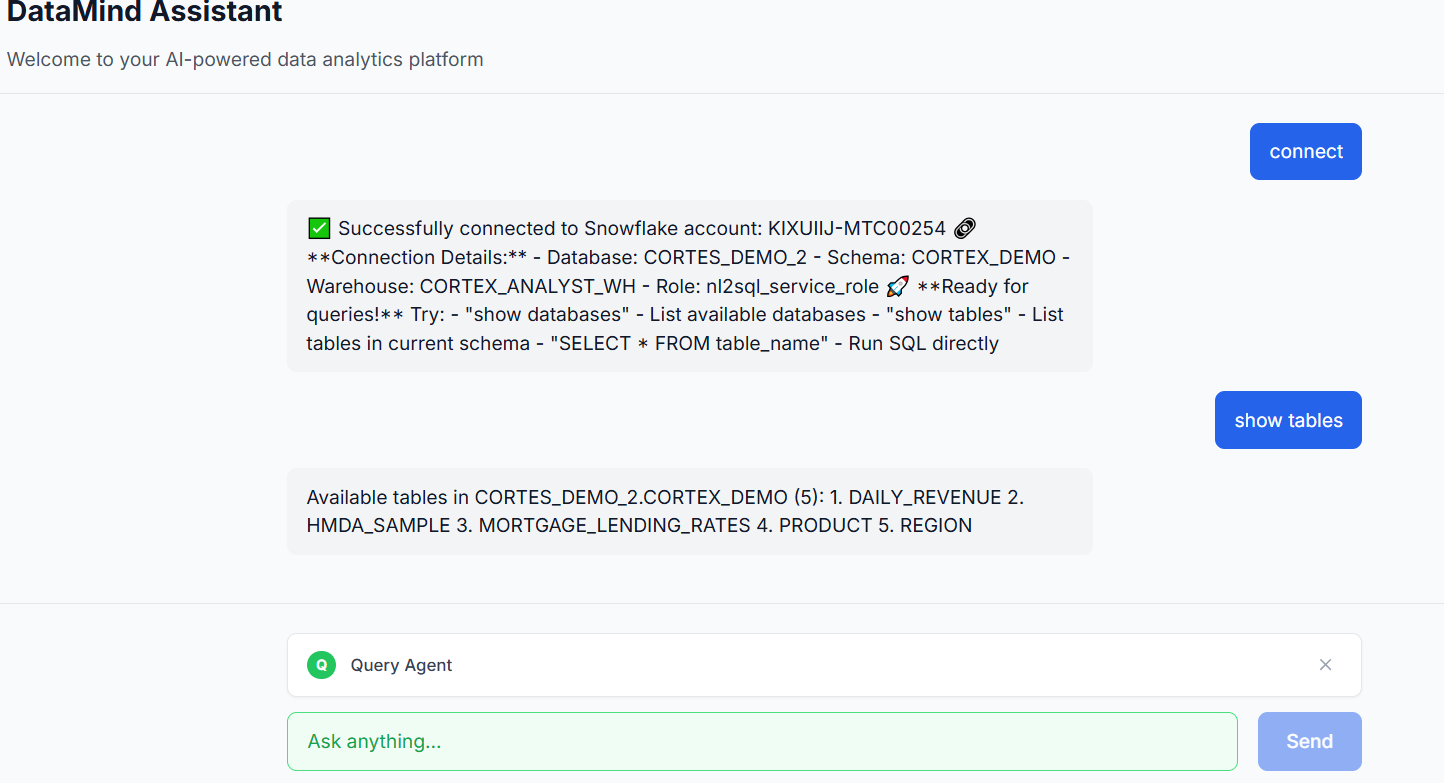 DataMind Assistant
Welcome to your AI-powered data analytics platform
connect
✅ Successfully connected to Snowflake account: KIXUIIJ-MTC00254 🔗
**Connection Details:** - Database: CORTES_DEMO_2 - Schema: CORTEX_DEMO -
Warehouse: CORTEX_ANALYST_WH - Role: nl2sql_service_role 🚀 **Ready for
queries!** Try: - "show databases" - List available databases - "show tables" - List
tables in current schema - "SELECT * FROM table_name" - Run SQL directly
show tables
Available tables in CORTES_DEMO_2.CORTEX_DEMO (5): 1. DAILY_REVENUE 2.
HMDA_SAMPLE 3. MORTGAGE_LENDING_RATES 4. PRODUCT 5. REGION
Q Query Agent
Ask anything...
Send